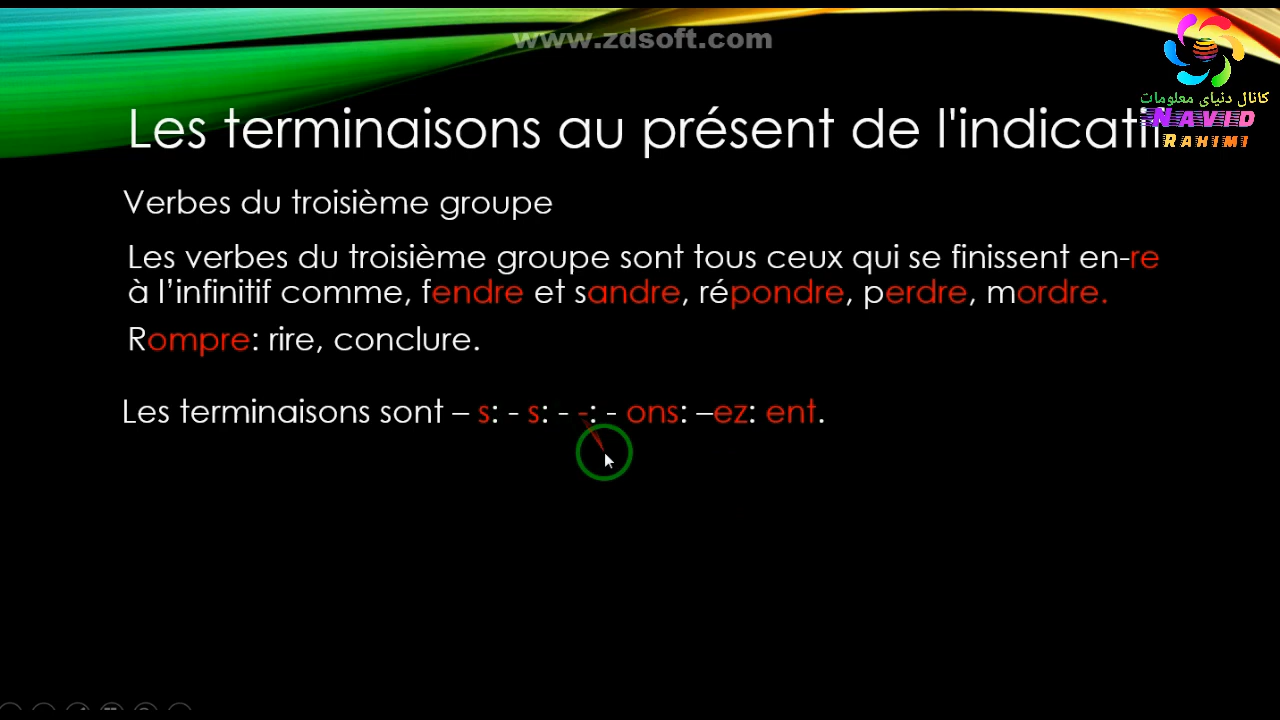 www.zdsoft.com
کانال دنیای معلومات
NAVID
RAHIMI
Les terminaisons au présent de l'indicatif
Verbes du troisième groupe
Les verbes du troisième groupe sont tous ceux qui se finissent en-re
à l’infinitif comme, fendre et sandre, répondre, perdre, mordre.
Rompre: rire, conclure.
Les terminaisons sont – s: - s: - -: - ons: –ez: ent.